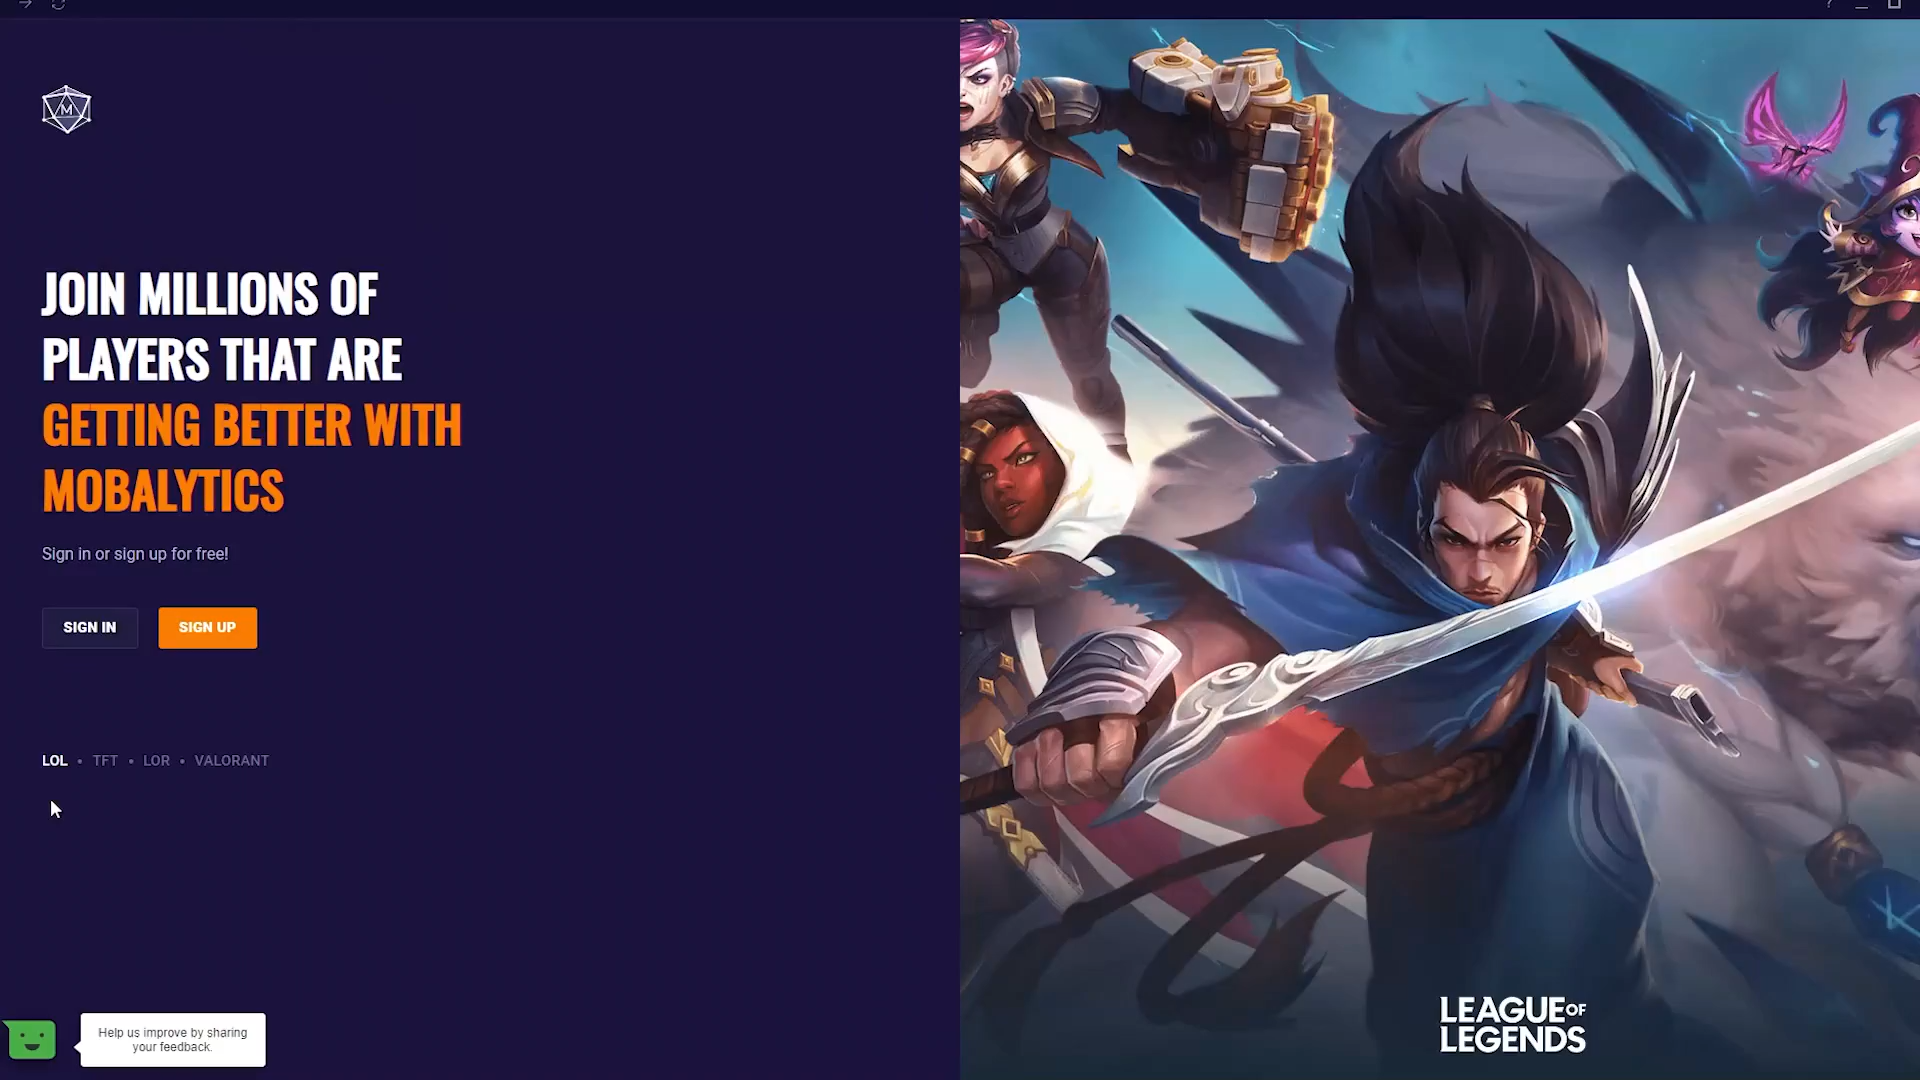 M
JOIN MILLIONS OF
PLAYERS THAT ARE
GETTING BETTER WITH
MOBALYTICS
Sign in or sign up for free!
SIGN IN SIGN UP
LOL • TFT • LOR • VALORANT
Help us improve by sharing
your feedback.
LEAGUE OF
LEGENDS